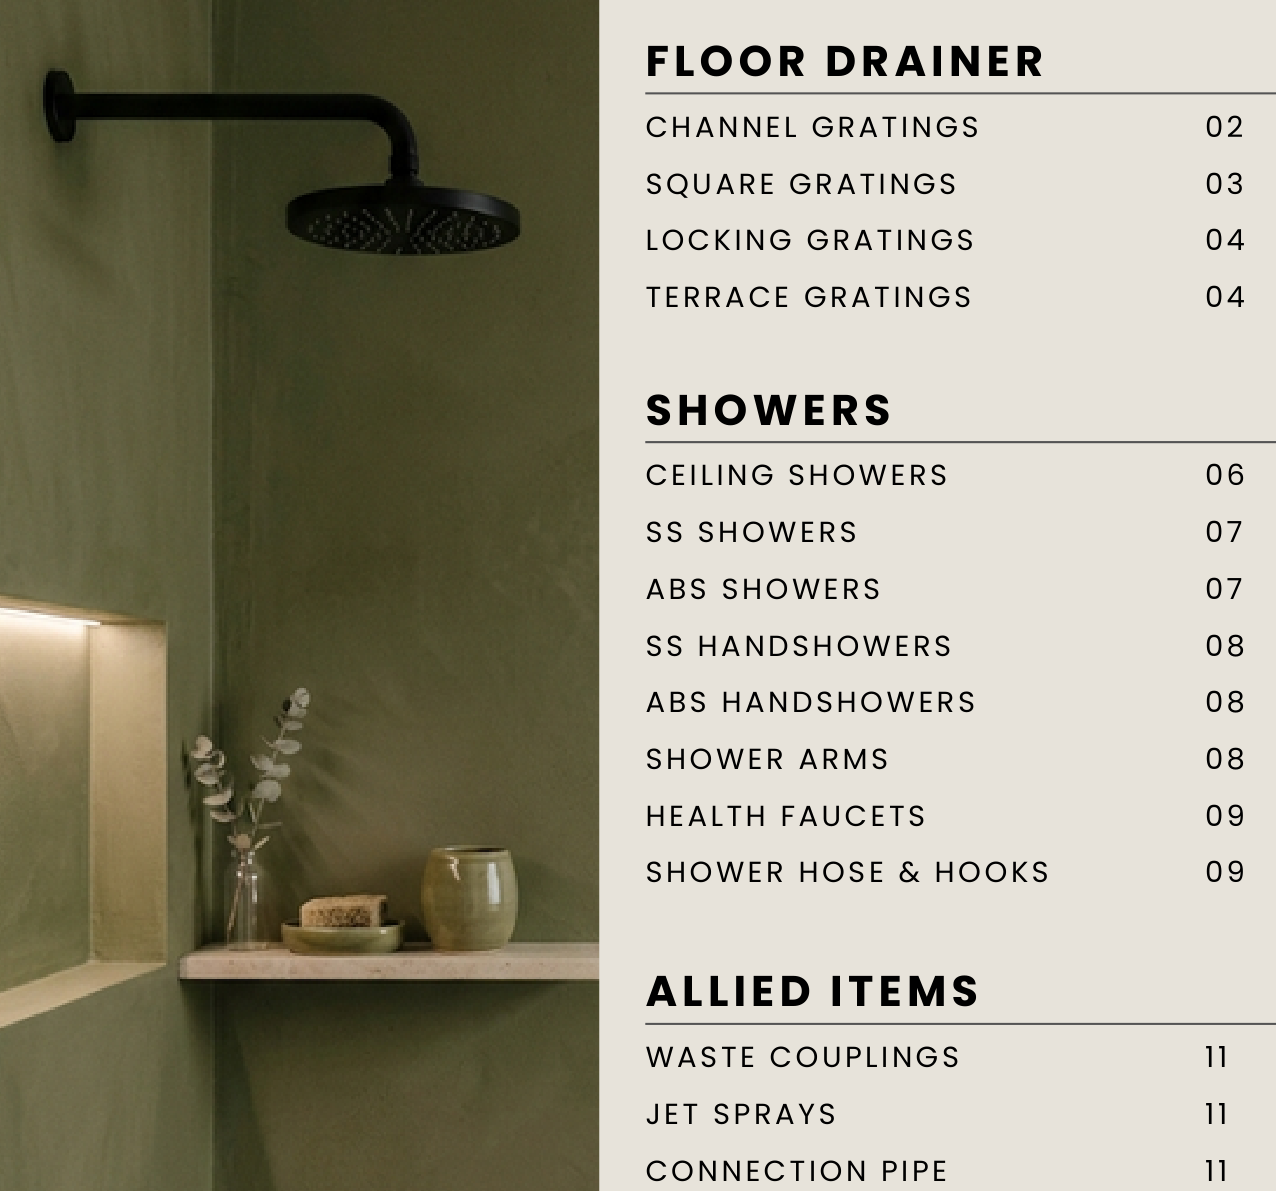 FLOOR DRAINER
CHANNEL GRATINGS 02
SQUARE GRATINGS 03
LOCKING GRATINGS 04
TERRACE GRATINGS 04
SHOWERS
CEILING SHOWERS 06
SS SHOWERS 07
ABS SHOWERS 07
SS HANDSHOWERS 08
ABS HANDSHOWERS 08
SHOWER ARMS 08
HEALTH FAUCETS 09
SHOWER HOSE & HOOKS 09
ALLIED ITEMS
WASTE COUPLINGS 11
JET SPRAYS 11
CONNECTION PIPE 11